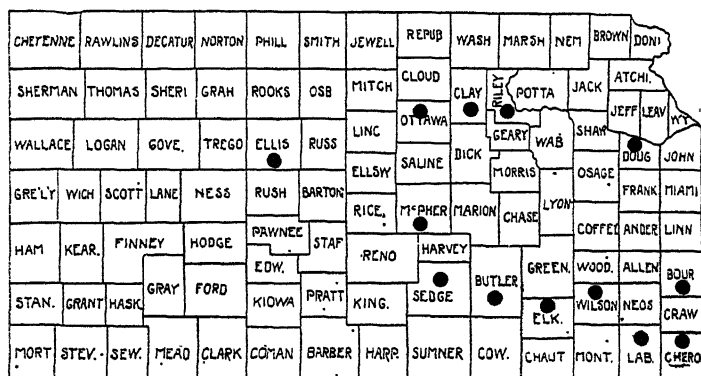 CHEYENNE RAWLINS DECATUR NORTON PHILL SMITH JEWELL REPUB WASH MARSH NEM BROWN DONI
SHERMAN THOMAS SHERI GRAH ROOKS OSB MITCH CLOUD CLAY RILEY POTTA JACK ATCHI.
WALLACE LOGAN GOVE. TREGO ELLIS RUSS LINC OTTAWA GEARY WAB SHAW JEFF LEAV WY
ELLSW SALINE DICK MORRIS OSAGE DOUG JOHN
GRE'LY WICH SCOTT LANE NESS RUSH BARTON RICE. McPHER MARION CHASE LYON FRANK MIAMI
HAM KEAR. FINNEY HODGE PAWNEE STAF RENO HARVEY COFFEE ANDER LINN
EDW. BUTLER GREEN. WOOD. ALLEN BOUR
STAN. GRANT HASK. GRAY FORD KIOWA PRATT KING. SEDGE ELK. WILSON NEOS CRAW
MORT STEV. SEW. MEAD CLARK COMAN BARBER HARP. SUMNER COW. CHAUT MONT. LAB. CHERO